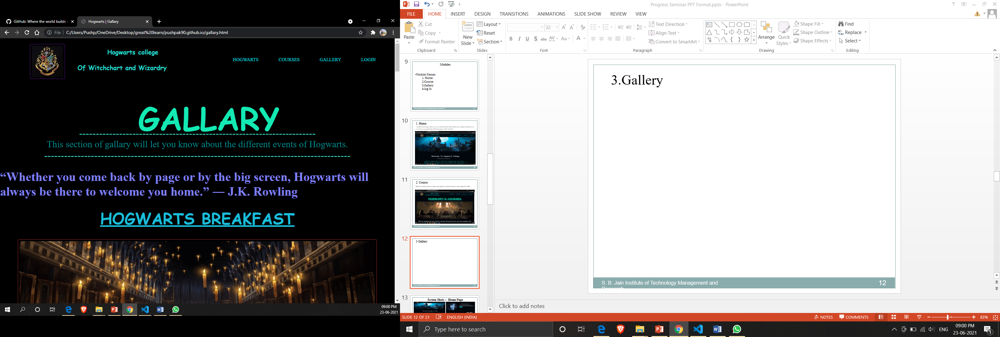 GitHub: Where the world builds s
Hogwarts | Gallary
File
C:/Users/Pushp/OneDrive/Desktop/great%20learn/pushpak90.github.io/gallary.html
Hogwarts college
Of Witchchart and Wizardry
HOGWARTS
COURSES
GALLERY
LOGIN
GALLARY
This section of gallary will let you know about the different events of Hogwarts.
“Whether you come back by page or by the big screen, Hogwarts will
always be there to welcome you home.” — J.K. Rowling
HOGWARTS BREAKFAST
09:00 PM
23-06-2021
Progress Seminar PPT Format.pptx - PowerPoint
FILE
HOME
INSERT
DESIGN
TRANSITIONS
ANIMATIONS
SLIDE SHOW
REVIEW
VIEW
Paste
Cut
Copy
Format Painter
Clipboard
New
Slide
Layout
Reset
Section
Slides
32
Font
Text Direction
Align Text
Convert to SmartArt
Paragraph
Arrange
Quick
Styles
Shape Fill
Shape Outline
Shape Effects
Drawing
Find
Replace
Select
Editing
9
Modules
•Module Names
1. Home
2.Course
3.Gallery
4.log In
10
1. Home
Welcome To Hogwarts College
11
2. Course
HOGWART'S COURSES
12
3.Gallery
13
Screen Shots – Home Page
3.Gallery
S. B. Jain Institute of Technology Management and
Research
12
Click to add notes
SLIDE 12 OF 21
ENGLISH (INDIA)
NOTES
COMMENTS
83%
Type here to search
ENG
09:00 PM
23-06-2021
1